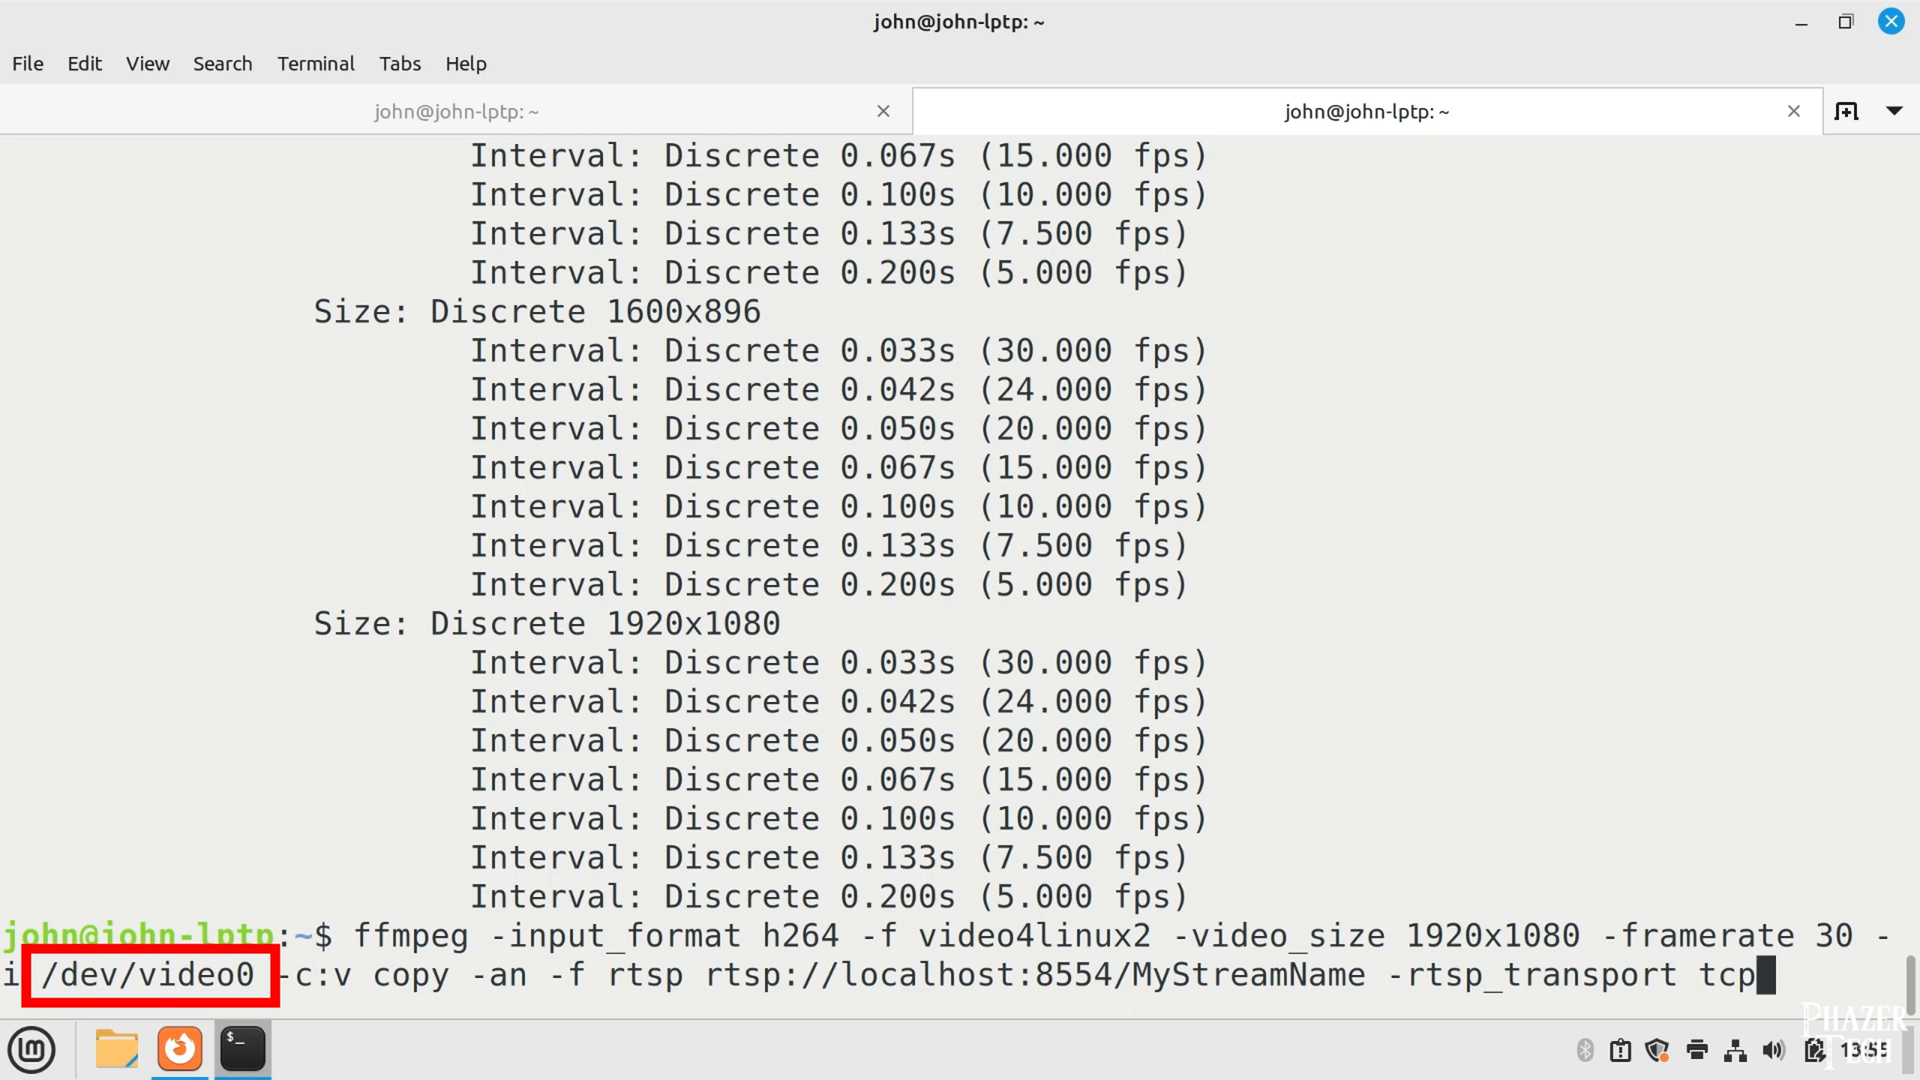 john@john-lptp: ~
File Edit View Search Terminal Tabs Help
john@john-lptp: ~
john@john-lptp: ~
Interval: Discrete 0.067s (15.000 fps)
Interval: Discrete 0.100s (10.000 fps)
Interval: Discrete 0.133s (7.500 fps)
Interval: Discrete 0.200s (5.000 fps)
Size: Discrete 1600x896
Interval: Discrete 0.033s (30.000 fps)
Interval: Discrete 0.042s (24.000 fps)
Interval: Discrete 0.050s (20.000 fps)
Interval: Discrete 0.067s (15.000 fps)
Interval: Discrete 0.100s (10.000 fps)
Interval: Discrete 0.133s (7.500 fps)
Interval: Discrete 0.200s (5.000 fps)
Size: Discrete 1920x1080
Interval: Discrete 0.033s (30.000 fps)
Interval: Discrete 0.042s (24.000 fps)
Interval: Discrete 0.050s (20.000 fps)
Interval: Discrete 0.067s (15.000 fps)
Interval: Discrete 0.100s (10.000 fps)
Interval: Discrete 0.133s (7.500 fps)
Interval: Discrete 0.200s (5.000 fps)
john@john-lptp:~$ ffmpeg -input_format h264 -f video4linux2 -video_size 1920x1080 -framerate 30 -
i /dev/video0 -c:v copy -an -f rtsp rtsp://localhost:8554/MyStreamName -rtsp_transport tcp
$_
lm
13:55
PHAZER
TECH